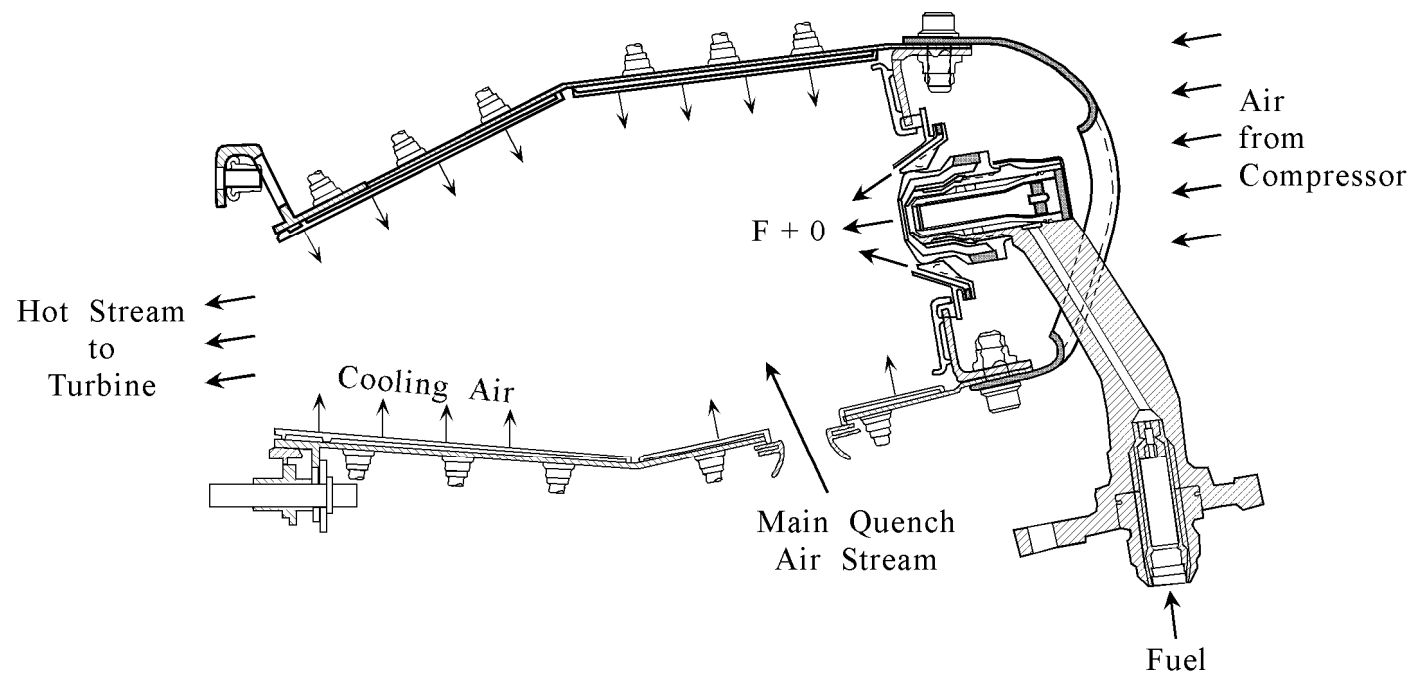 Air
from
Compressor
F + 0
Hot Stream
to
Turbine
Cooling Air
Main Quench
Air Stream
Fuel